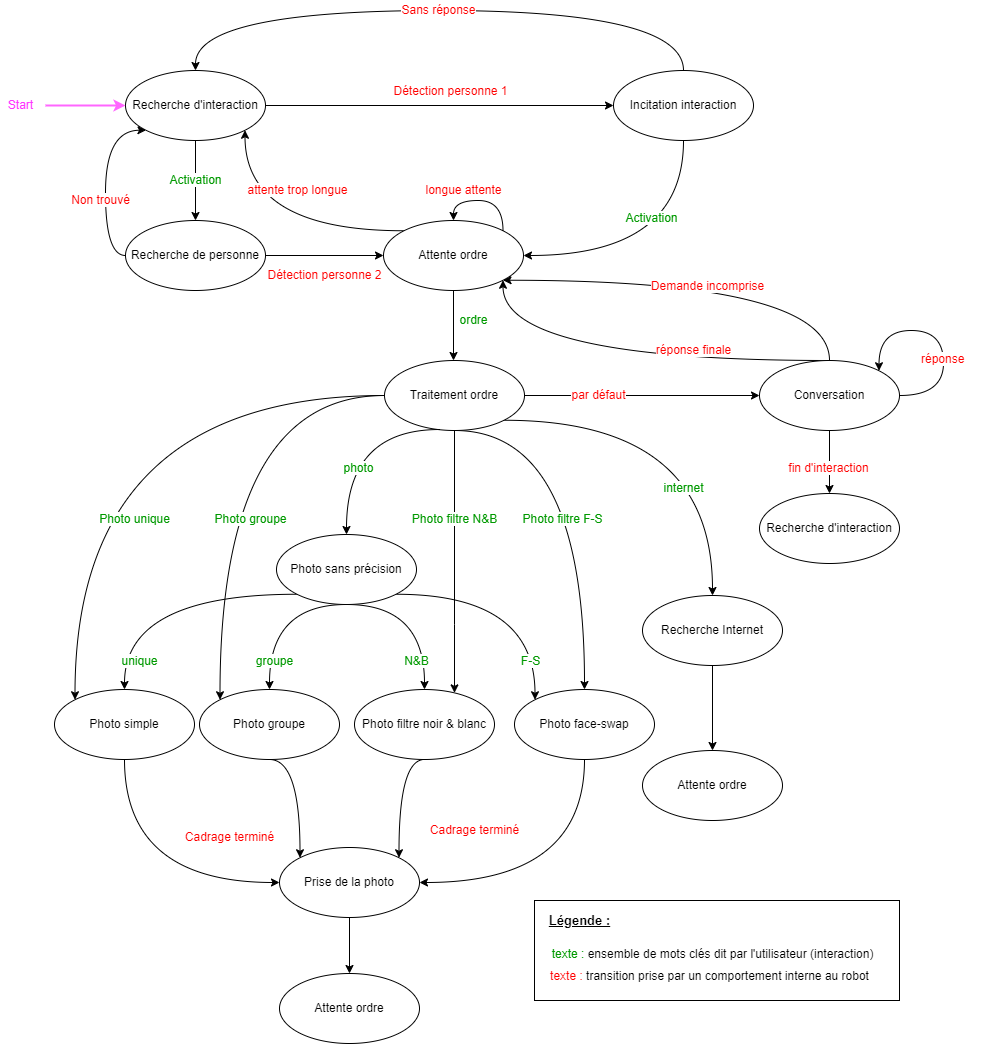 Sans réponse
Start
Recherche d'interaction
Détection personne 1
Incitation interaction
Activation
attente trop longue
longue attente
Non trouvé
Activation
Recherche de personne
Attente ordre
Détection personne 2
Demande incomprise
ordre
réponse finale
réponse
Traitement ordre
par défaut
Conversation
photo
fin d'interaction
internet
Photo unique
Photo groupe
Photo filtre N&B
Photo filtre F-S
Recherche d'interaction
Photo sans précision
Recherche Internet
unique
groupe
N&B
F-S
Photo simple
Photo groupe
Photo filtre noir & blanc
Photo face-swap
Attente ordre
Cadrage terminé
Cadrage terminé
Prise de la photo
Légende :
texte : ensemble de mots clés dit par l'utilisateur (interaction)
texte : transition prise par un comportement interne au robot
Attente ordre